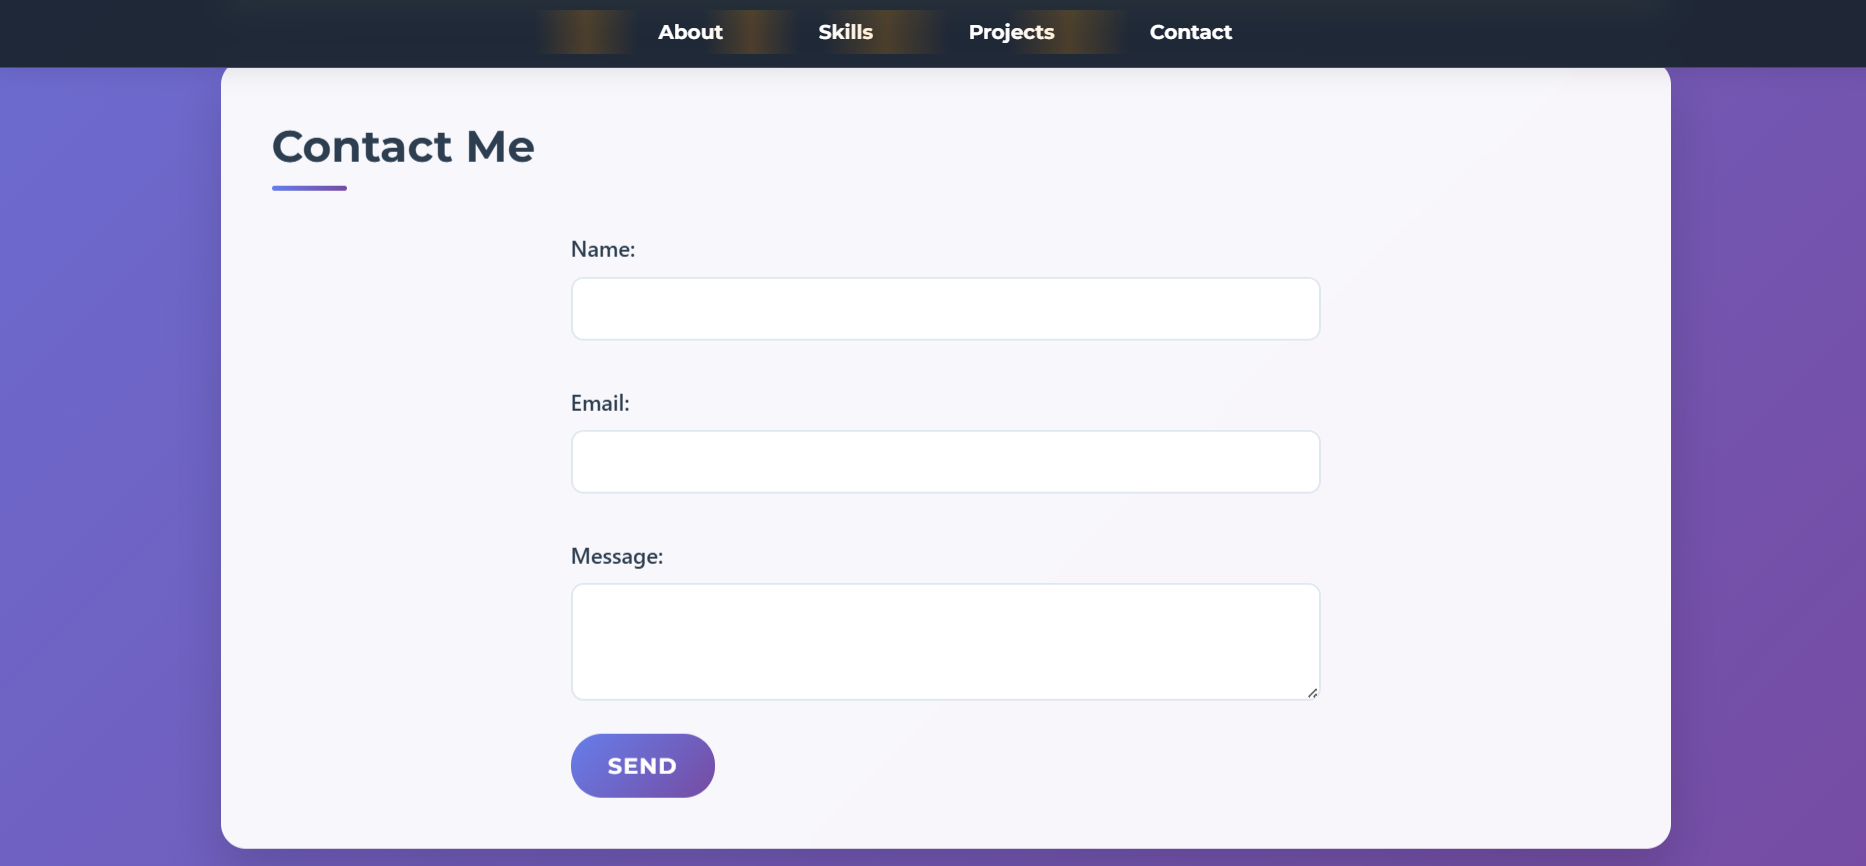 About Skills Projects Contact
Contact Me
Name:
Email:
Message:
SEND